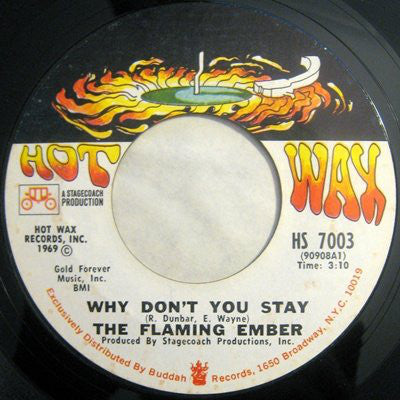 HOT WAX
A STAGECOACH
PRODUCTION
HOT WAX
RECORDS, INC.
1969 ©
Gold Forever
Music, Inc.
BMI
HS 7003
(90908A1)
Time: 3:10
WHY DON'T YOU STAY
(R. Dunbar, E. Wayne)
THE FLAMING EMBER
Produced By Stagecoach Productions, Inc.
Exclusively Distributed By Buddah Records, 1650 Broadway, N.Y.C. 10019